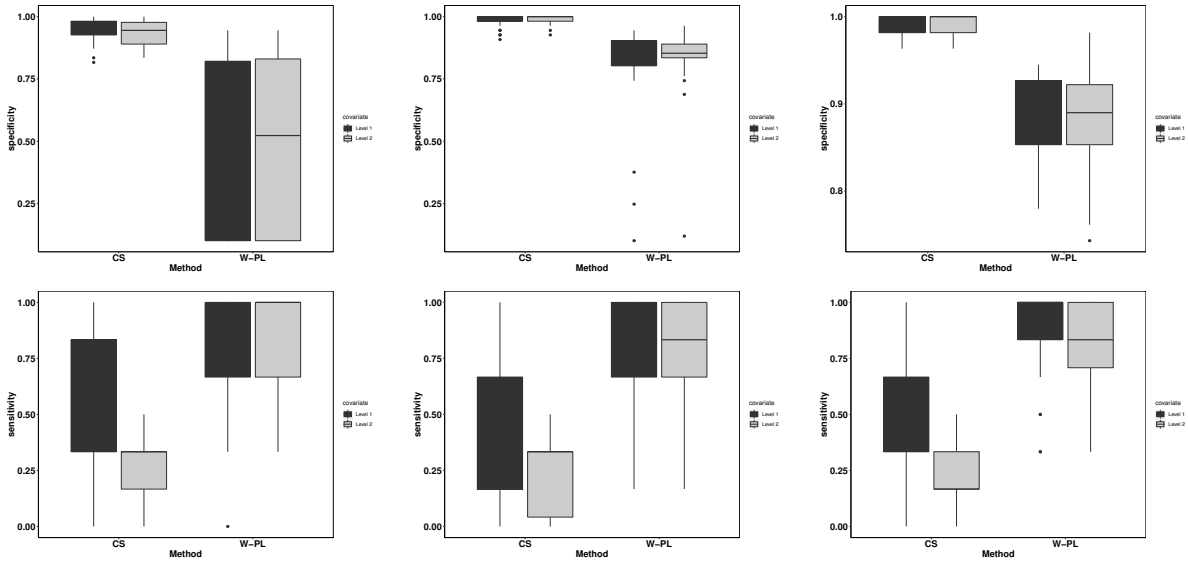 1.00
0.75
0.50
0.25
specificity
CS
W−PL
Method
covariate
Level 1
Level 2
1.00
0.75
0.50
0.25
specificity
CS
W−PL
Method
covariate
Level 1
Level 2
1.0
0.9
0.8
specificity
CS
W−PL
Method
covariate
Level 1
Level 2
1.00
0.75
0.50
0.25
0.00
sensitivity
CS
W−PL
Method
covariate
Level 1
Level 2
1.00
0.75
0.50
0.25
0.00
sensitivity
CS
W−PL
Method
covariate
Level 1
Level 2
1.00
0.75
0.50
0.25
0.00
sensitivity
CS
W−PL
Method
covariate
Level 1
Level 2